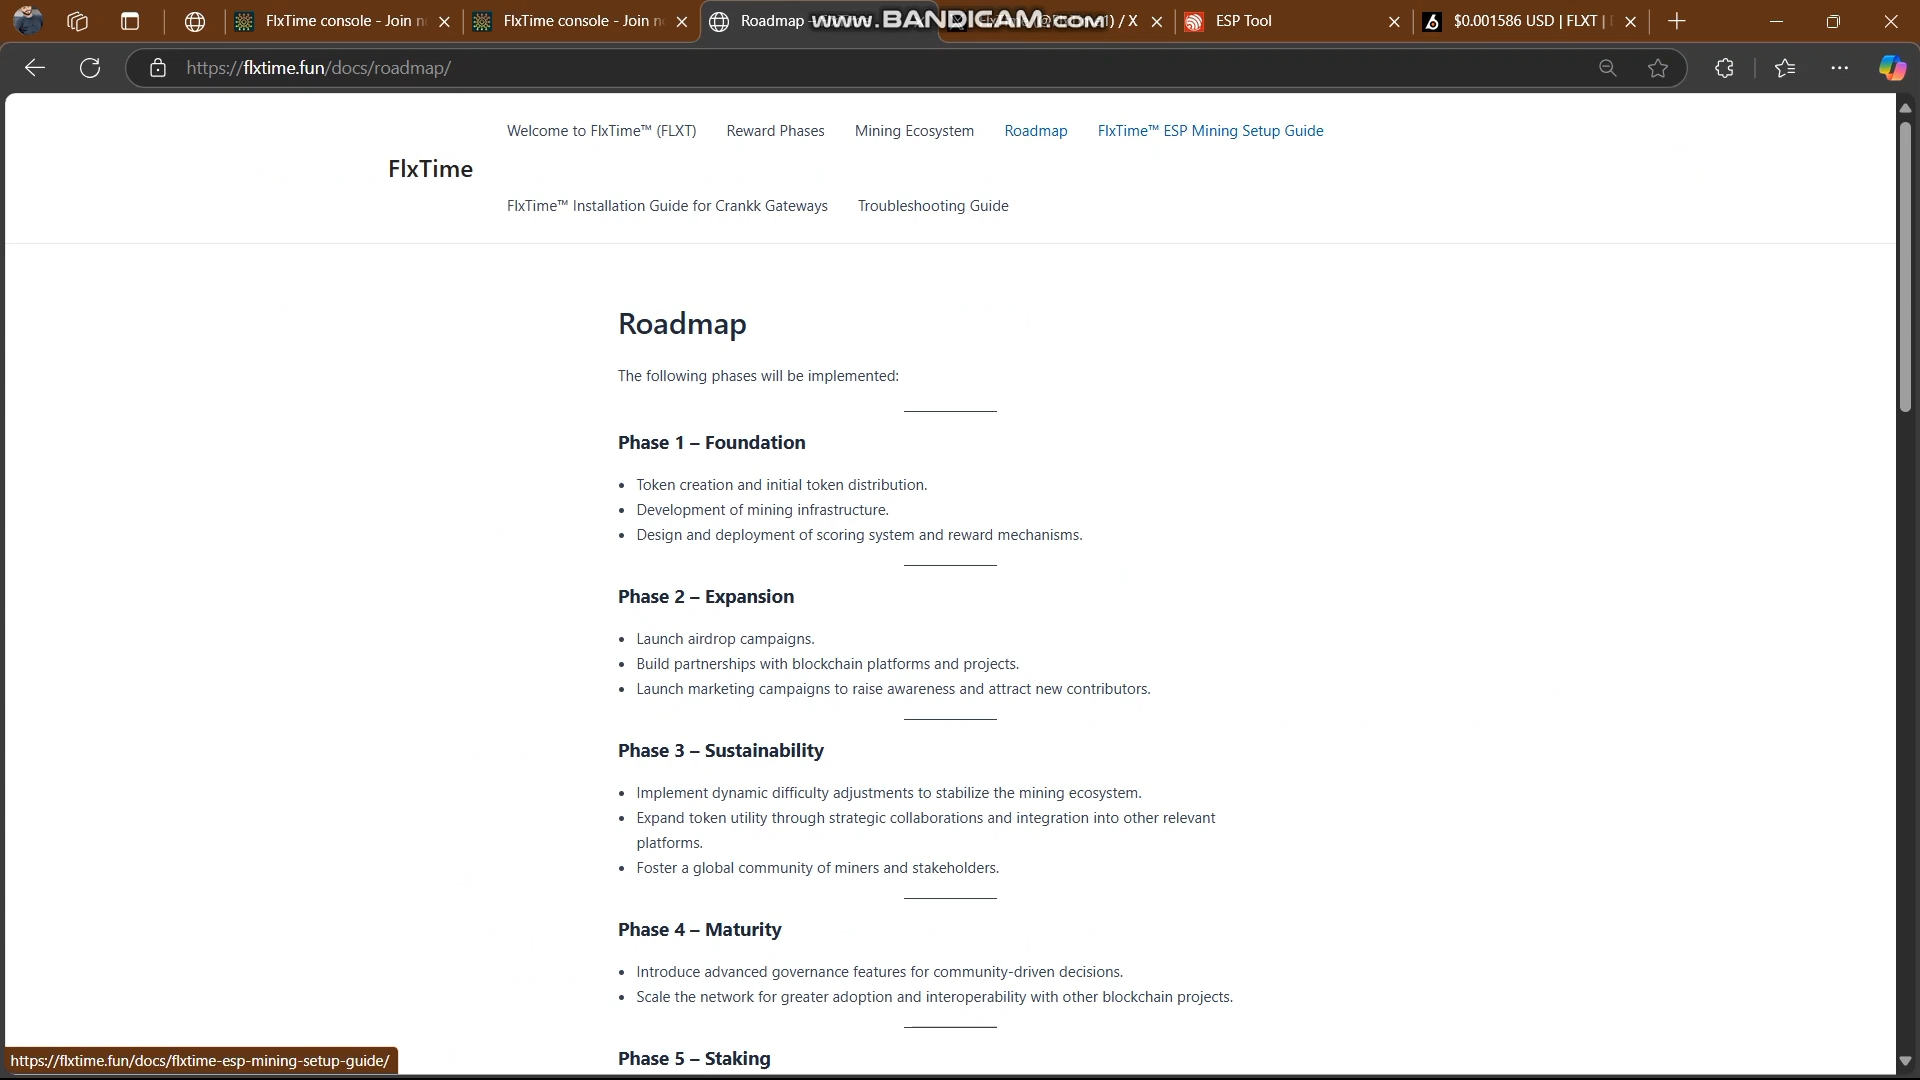 FlxTime console - Join n
FlxTime console - Join n
Roadmap
www.BANDICAM.com
1) / X
ESP Tool
$0.001586 USD | FLXT |
https://flxtime.fun/docs/roadmap/
Welcome to FlxTime™ (FLXT)
Reward Phases
Mining Ecosystem
Roadmap
FlxTime™ ESP Mining Setup Guide
FlxTime
FlxTime™ Installation Guide for Crankk Gateways
Troubleshooting Guide
Roadmap
The following phases will be implemented:
Phase 1 – Foundation
• Token creation and initial token distribution.
• Development of mining infrastructure.
• Design and deployment of scoring system and reward mechanisms.
Phase 2 – Expansion
• Launch airdrop campaigns.
• Build partnerships with blockchain platforms and projects.
• Launch marketing campaigns to raise awareness and attract new contributors.
Phase 3 – Sustainability
• Implement dynamic difficulty adjustments to stabilize the mining ecosystem.
• Expand token utility through strategic collaborations and integration into other relevant
platforms.
• Foster a global community of miners and stakeholders.
Phase 4 – Maturity
• Introduce advanced governance features for community-driven decisions.
• Scale the network for greater adoption and interoperability with other blockchain projects.
Phase 5 – Staking
https://flxtime.fun/docs/flxtime-esp-mining-setup-guide/